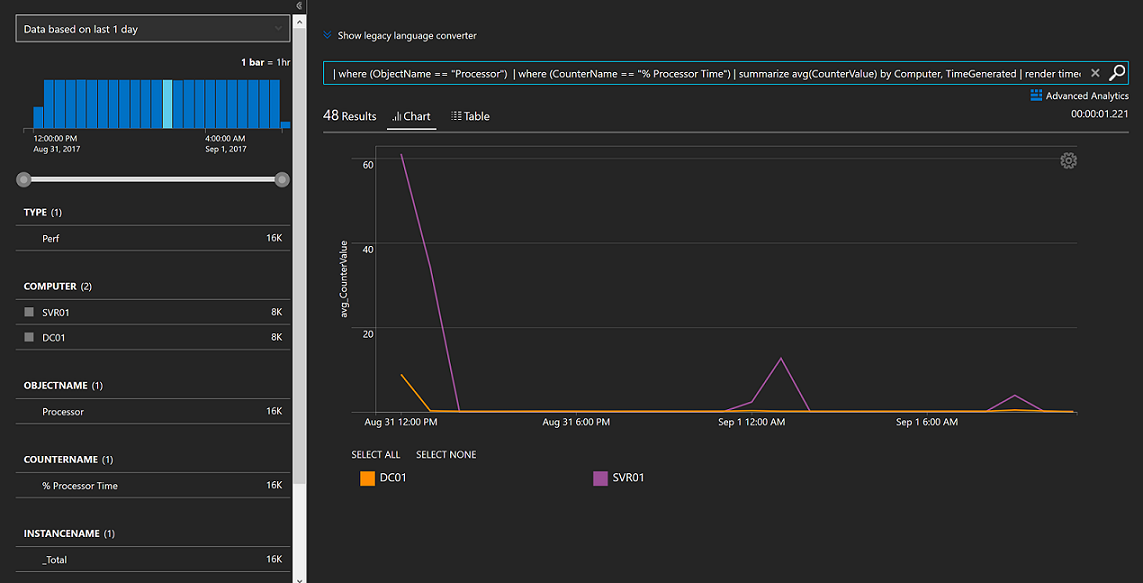 Data based on last 1 day
1 bar = 1hr
12:00:00 PM
Aug 31, 2017
4:00:00 AM
Sep 1, 2017
TYPE (1)
Perf 16K
COMPUTER (2)
SVR01 8K
DC01 8K
OBJECTNAME (1)
Processor 16K
COUNTERNAME (1)
% Processor Time 16K
INSTANCENAME (1)
_Total 16K
Show legacy language converter
| where (ObjectName == "Processor") | where (CounterName == "% Processor Time") | summarize avg(CounterValue) by Computer, TimeGenerated | render time
Advanced Analytics
48 Results Chart Table
00:00:01.221
avg_CounterValue
60
40
20
Aug 31 12:00 PM Aug 31 6:00 PM Sep 1 12:00 AM Sep 1 6:00 AM
SELECT ALL SELECT NONE
DC01 SVR01